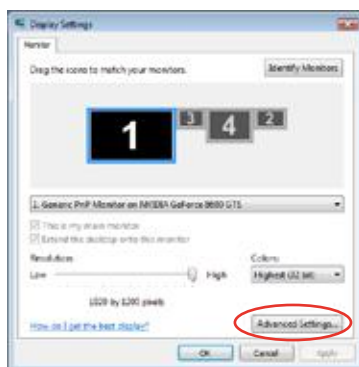 Display Settings
Monitor
Drag the icons to match your monitors.
Identify Monitors
1
3
4
2
1. Generic PnP Monitor on NVIDIA GeForce 8600 GTS
This is my main monitor
Extend the desktop onto this monitor
Resolution:
Colors:
Low
High
Highest (32 bit)
by 1200 pixels
How do I get the best display?
Advanced Settings...
OK
Cancel
Apply